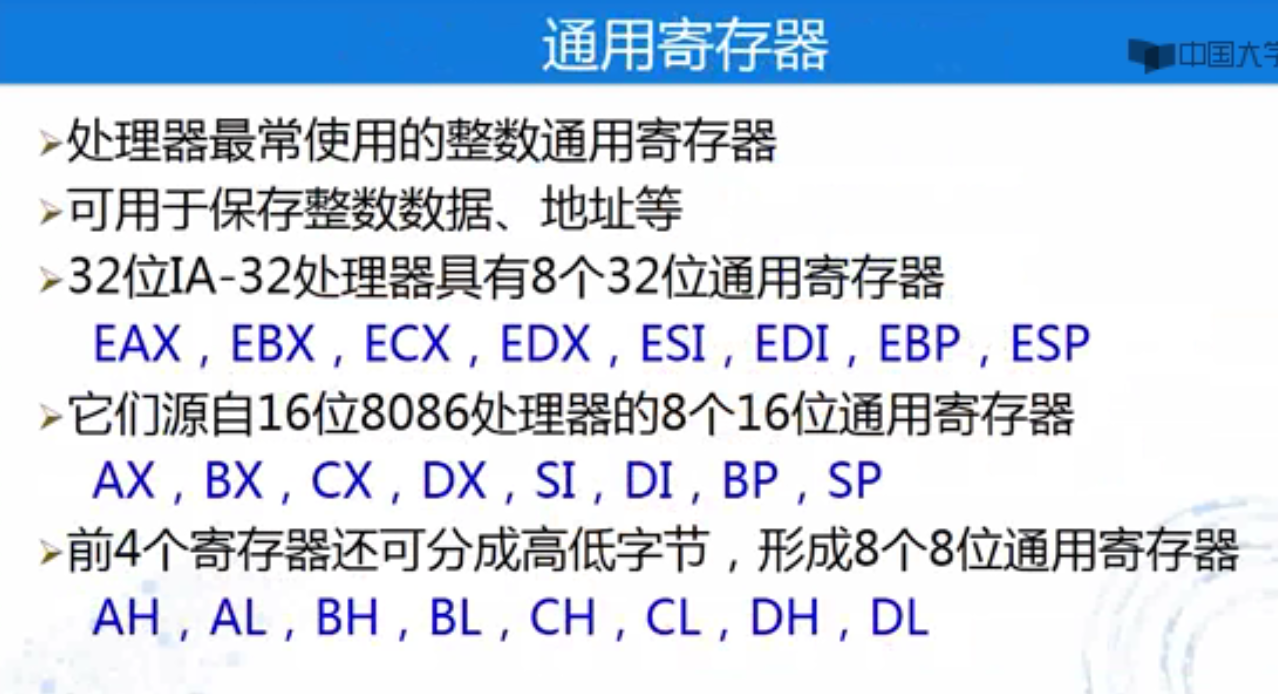 通用寄存器
中国大学
处理器最常使用的整数通用寄存器
可用于保存整数数据、地址等
32位IA-32处理器具有8个32位通用寄存器
EAX，EBX，ECX，EDX，ESI，EDI，EBP，ESP
它们源自16位8086处理器的8个16位通用寄存器
AX，BX，CX，DX，SI，DI，BP，SP
前4个寄存器还可分成高低字节，形成8个8位通用寄存器
AH，AL，BH，BL，CH，CL，DH，DL